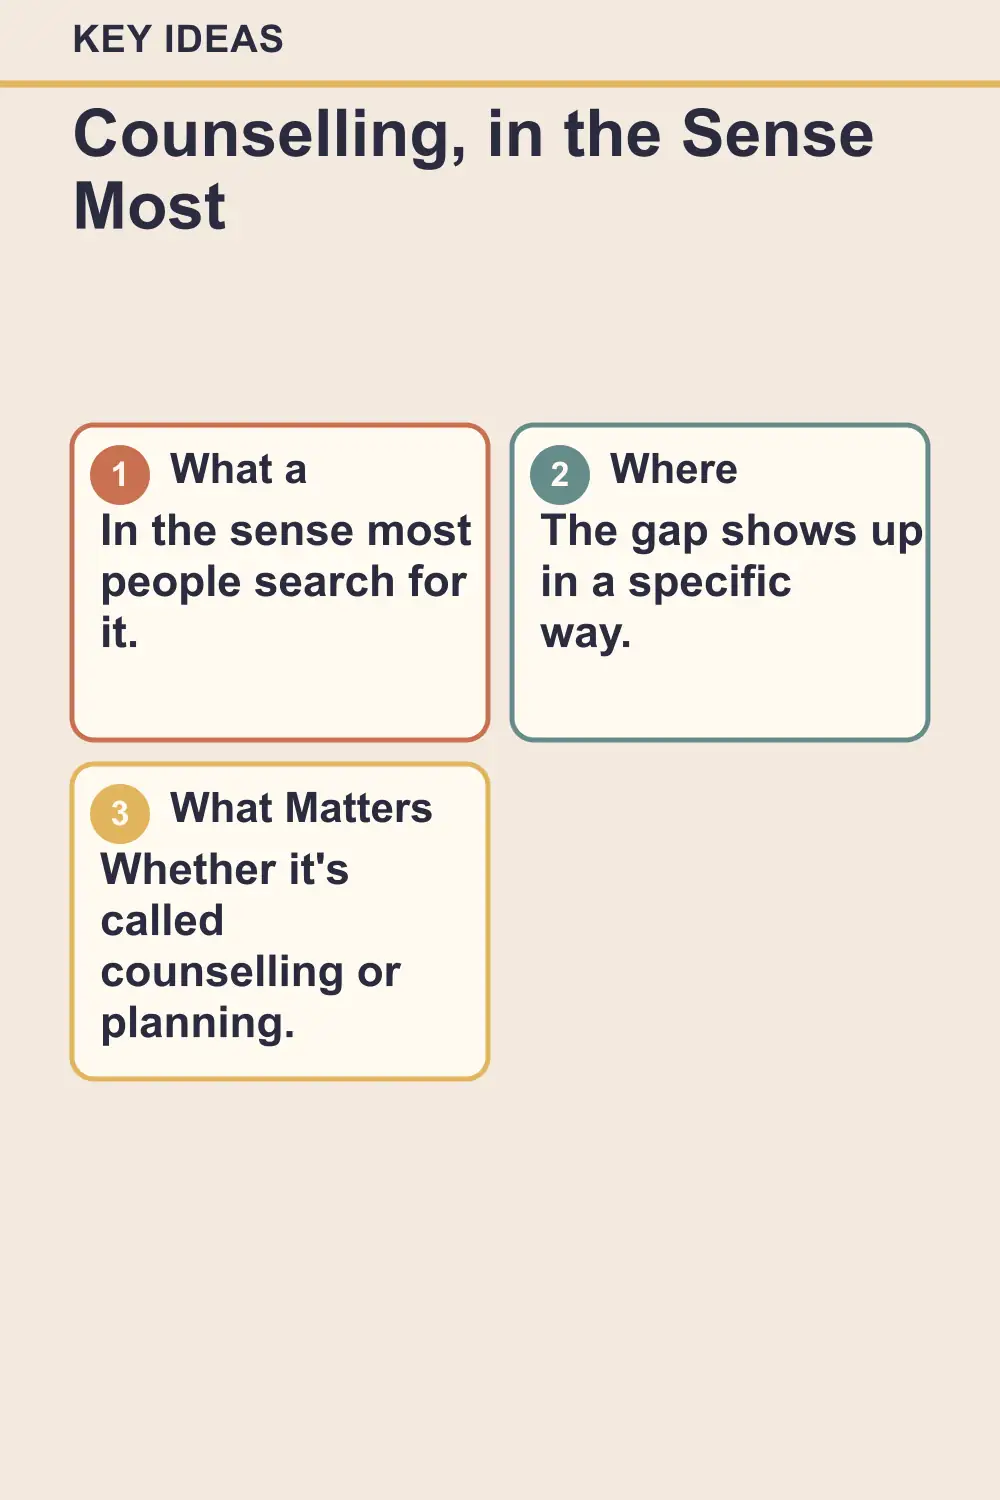 KEY IDEAS
Counselling, in the Sense
Most
1 What a
In the sense most
people search for
it.
2 Where
The gap shows up
in a specific
way.
3 What Matters
Whether it's
called
counselling or
planning.